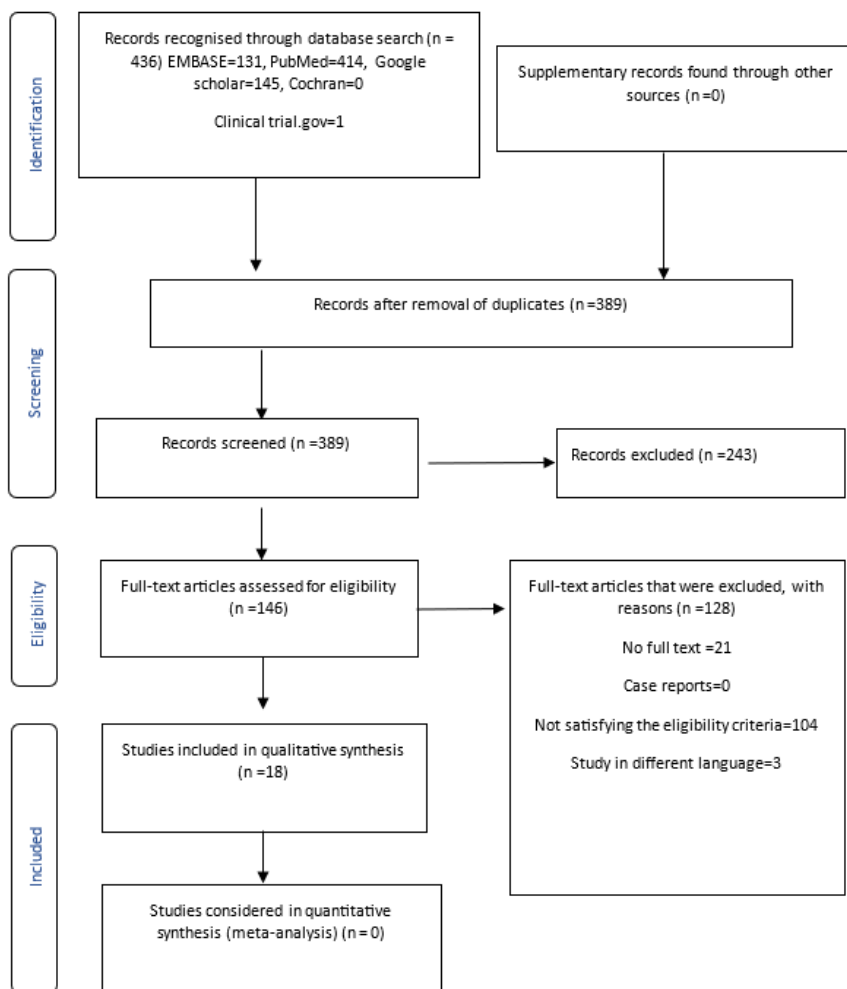 Identification
Records recognised through database search (n =
436) EMBASE=131, PubMed=414, Google
scholar=145, Cochran=0
Clinical trial.gov=1
Supplementary records found through other
sources (n=0)
Screening
Records after removal of duplicates (n=389)
Records screened (n=389)
Records excluded (n=243)
Eligibility
Full-text articles assessed for eligibility
(n=146)
Full-text articles that were excluded, with
reasons (n=128)
No full text =21
Case reports=0
Not satisfying the eligibility criteria=104
Study in different language=3
Included
Studies included in qualitative synthesis
(n=18)
Studies considered in quantitative
synthesis (meta-analysis) (n= 0)